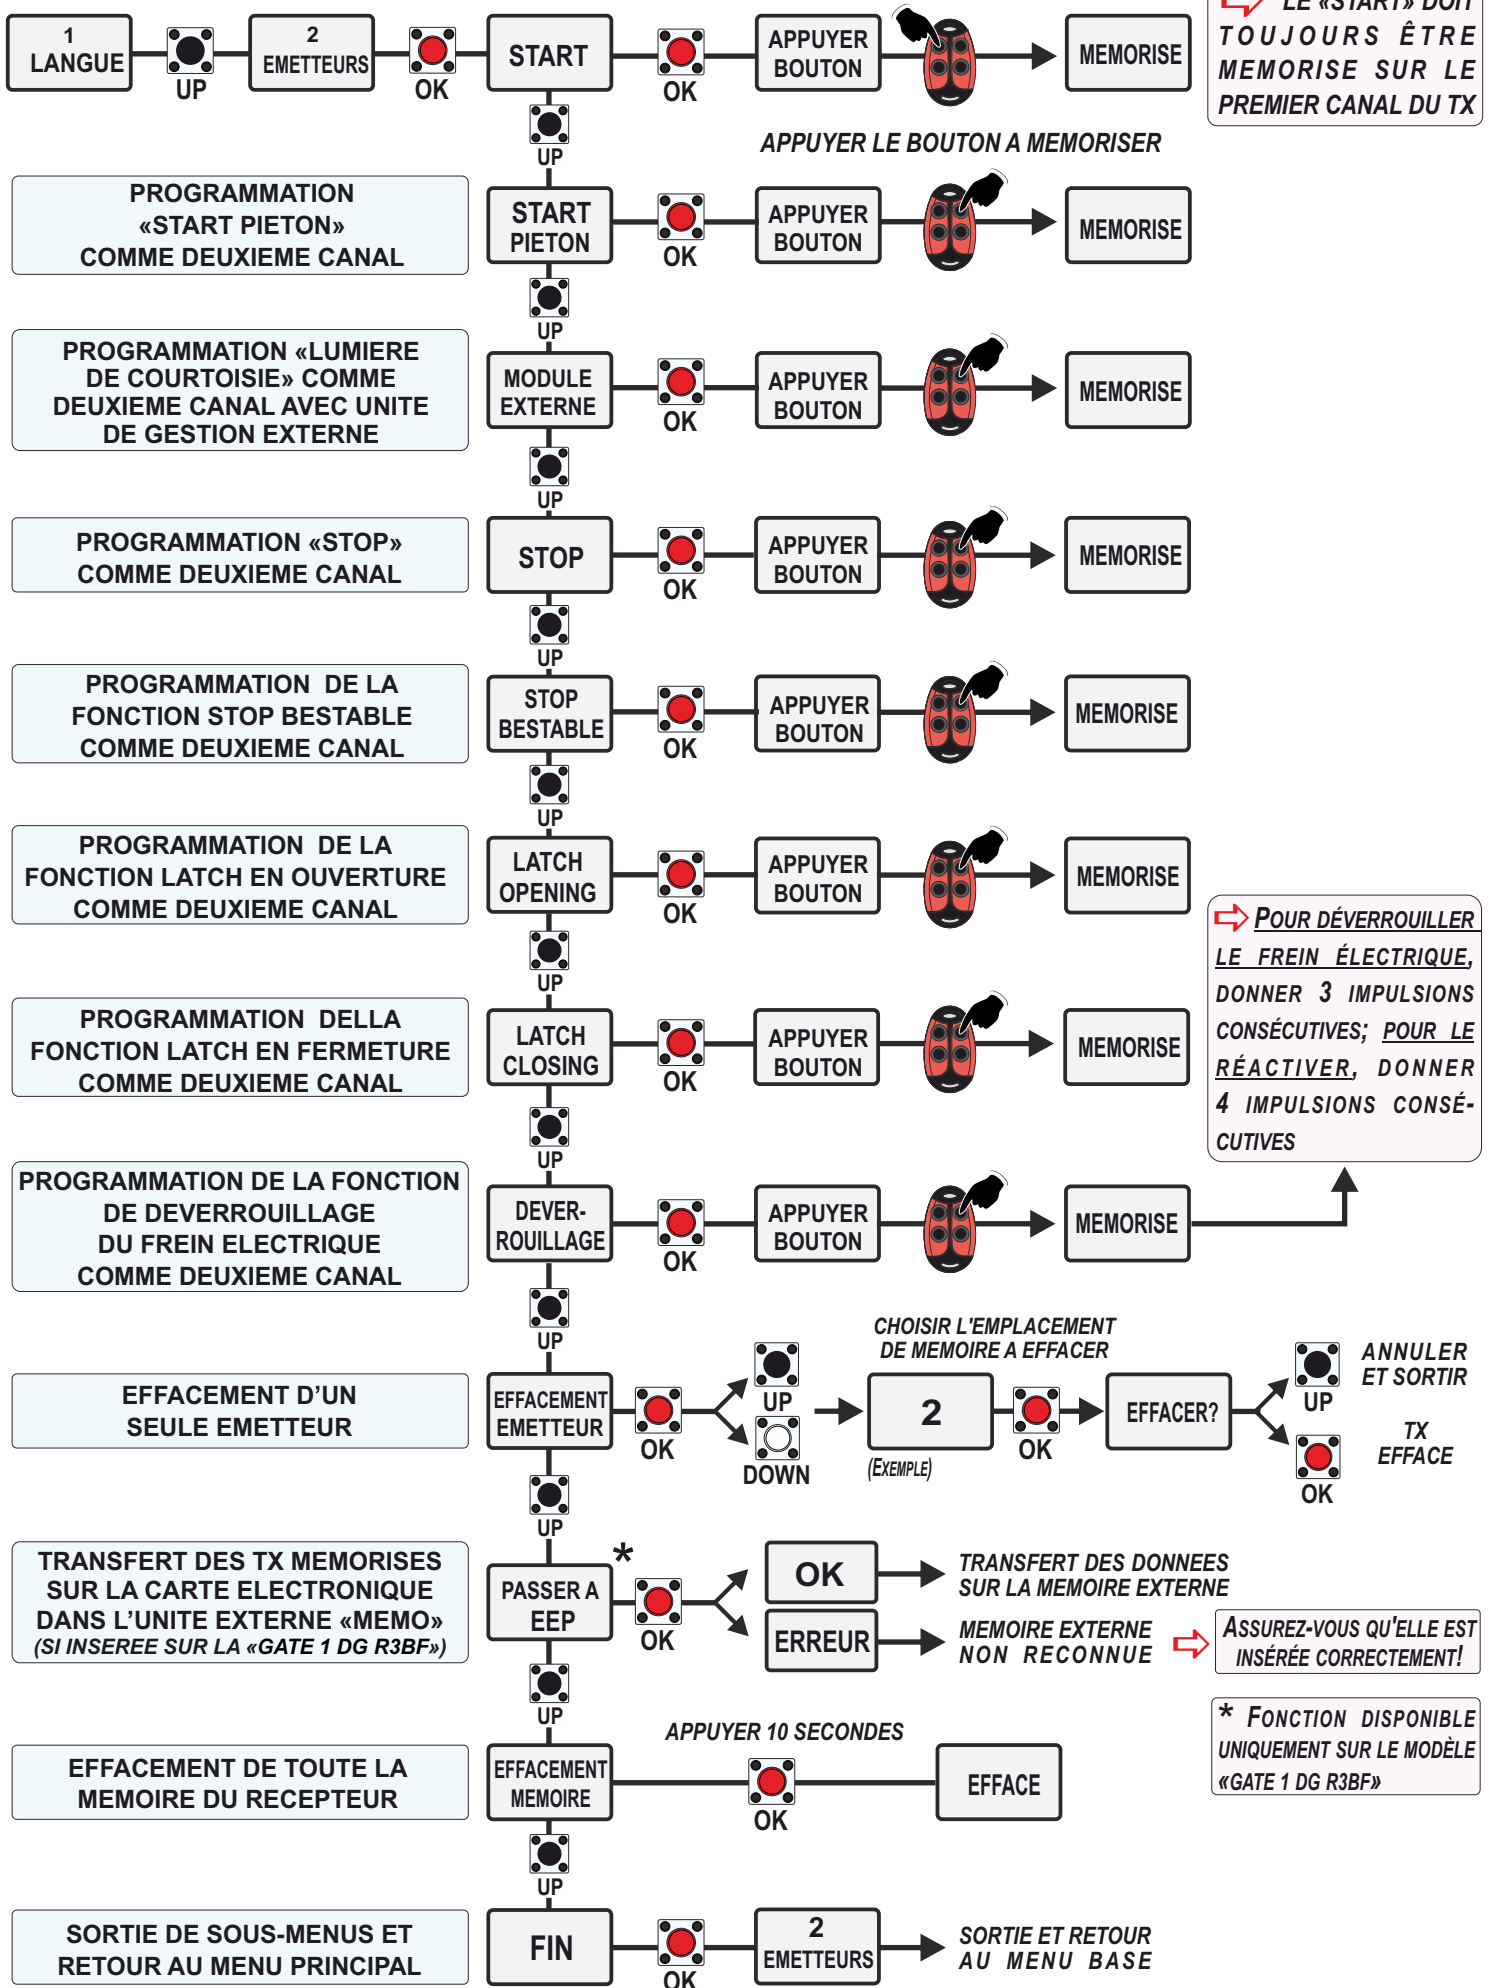 1
LANGUE
UP
2
EMETTEURS
OK
START
OK
APPUYER
BOUTON
MEMORISE
LE «START» DOIT
TOUJOURS ÊTRE
MEMORISE SUR LE
PREMIER CANAL DU TX
UP
APPUYER LE BOUTON A MEMORISER
PROGRAMMATION
«START PIETON»
COMME DEUXIEME CANAL
START
PIETON
OK
APPUYER
BOUTON
MEMORISE
UP
PROGRAMMATION «LUMIERE
DE COURTOISIE» COMME
DEUXIEME CANAL AVEC UNITE
DE GESTION EXTERNE
MODULE
EXTERNE
OK
APPUYER
BOUTON
MEMORISE
UP
PROGRAMMATION «STOP»
COMME DEUXIEME CANAL
STOP
OK
APPUYER
BOUTON
MEMORISE
UP
PROGRAMMATION DE LA
FONCTION STOP BESTABLE
COMME DEUXIEME CANAL
STOP
BESTABLE
OK
APPUYER
BOUTON
MEMORISE
UP
PROGRAMMATION DE LA
FONCTION LATCH EN OUVERTURE
COMME DEUXIEME CANAL
LATCH
OPENING
OK
APPUYER
BOUTON
MEMORISE
UP
PROGRAMMATION DELLA
FONCTION LATCH EN FERMETURE
COMME DEUXIEME CANAL
LATCH
CLOSING
OK
APPUYER
BOUTON
MEMORISE
POUR DÉVERROUILLER
LE FREIN ÉLECTRIQUE,
DONNER 3 IMPULSIONS
CONSÉCUTIVES; POUR LE
RÉACTIVER, DONNER
4 IMPULSIONS CONSÉ-
CUTIVES
UP
PROGRAMMATION DE LA FONCTION
DE DEVERROUILLAGE
DU FREIN ELECTRIQUE
COMME DEUXIEME CANAL
DEVER-
ROUILLAGE
OK
APPUYER
BOUTON
MEMORISE
UP
EFFACEMENT D’UN
SEULE EMETTEUR
EFFACEMENT
EMETTEUR
OK
UP
DOWN
CHOISIR L'EMPLACEMENT
DE MEMOIRE A EFFACER
2
(EXEMPLE)
OK
EFFACER?
UP
ANNULER
ET SORTIR
OK
TX
EFFACE
UP
TRANSFERT DES TX MEMORISES
SUR LA CARTE ELECTRONIQUE
DANS L’UNITE EXTERNE «MEMO»
(SI INSEREE SUR LA «GATE 1 DG R3BF»)
PASSER A
EEP
*
OK
OK
TRANSFERT DES DONNEES
SUR LA MEMOIRE EXTERNE
ERREUR
MEMOIRE EXTERNE
NON RECONNUE
ASSUREZ-VOUS QU'ELLE EST
INSÉRÉE CORRECTEMENT!
* FONCTION DISPONIBLE
UNIQUEMENT SUR LE MODÈLE
«GATE 1 DG R3BF»
UP
EFFACEMENT DE TOUTE LA
MEMOIRE DU RECEPTEUR
EFFACEMENT
MEMOIRE
APPUYER 10 SECONDES
OK
EFFACE
UP
SORTIE DE SOUS-MENUS ET
RETOUR AU MENU PRINCIPAL
FIN
OK
2
EMETTEURS
SORTIE ET RETOUR
AU MENU BASE